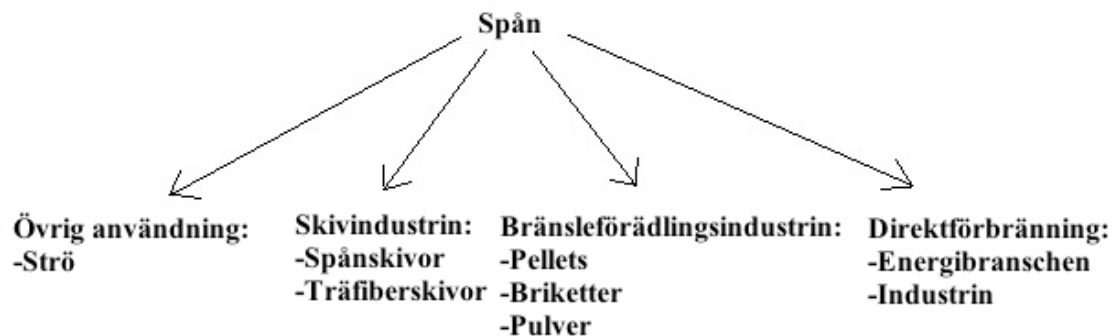 Spån
Övrig användning:
-Strö
Skivindustrin:
-Spånskivor
-Träfiberskivor
Bränsleförädlingsindustrin:
-Pellets
-Briketter
-Pulver
Direktförbränning:
-Energibranschen
-Industrin